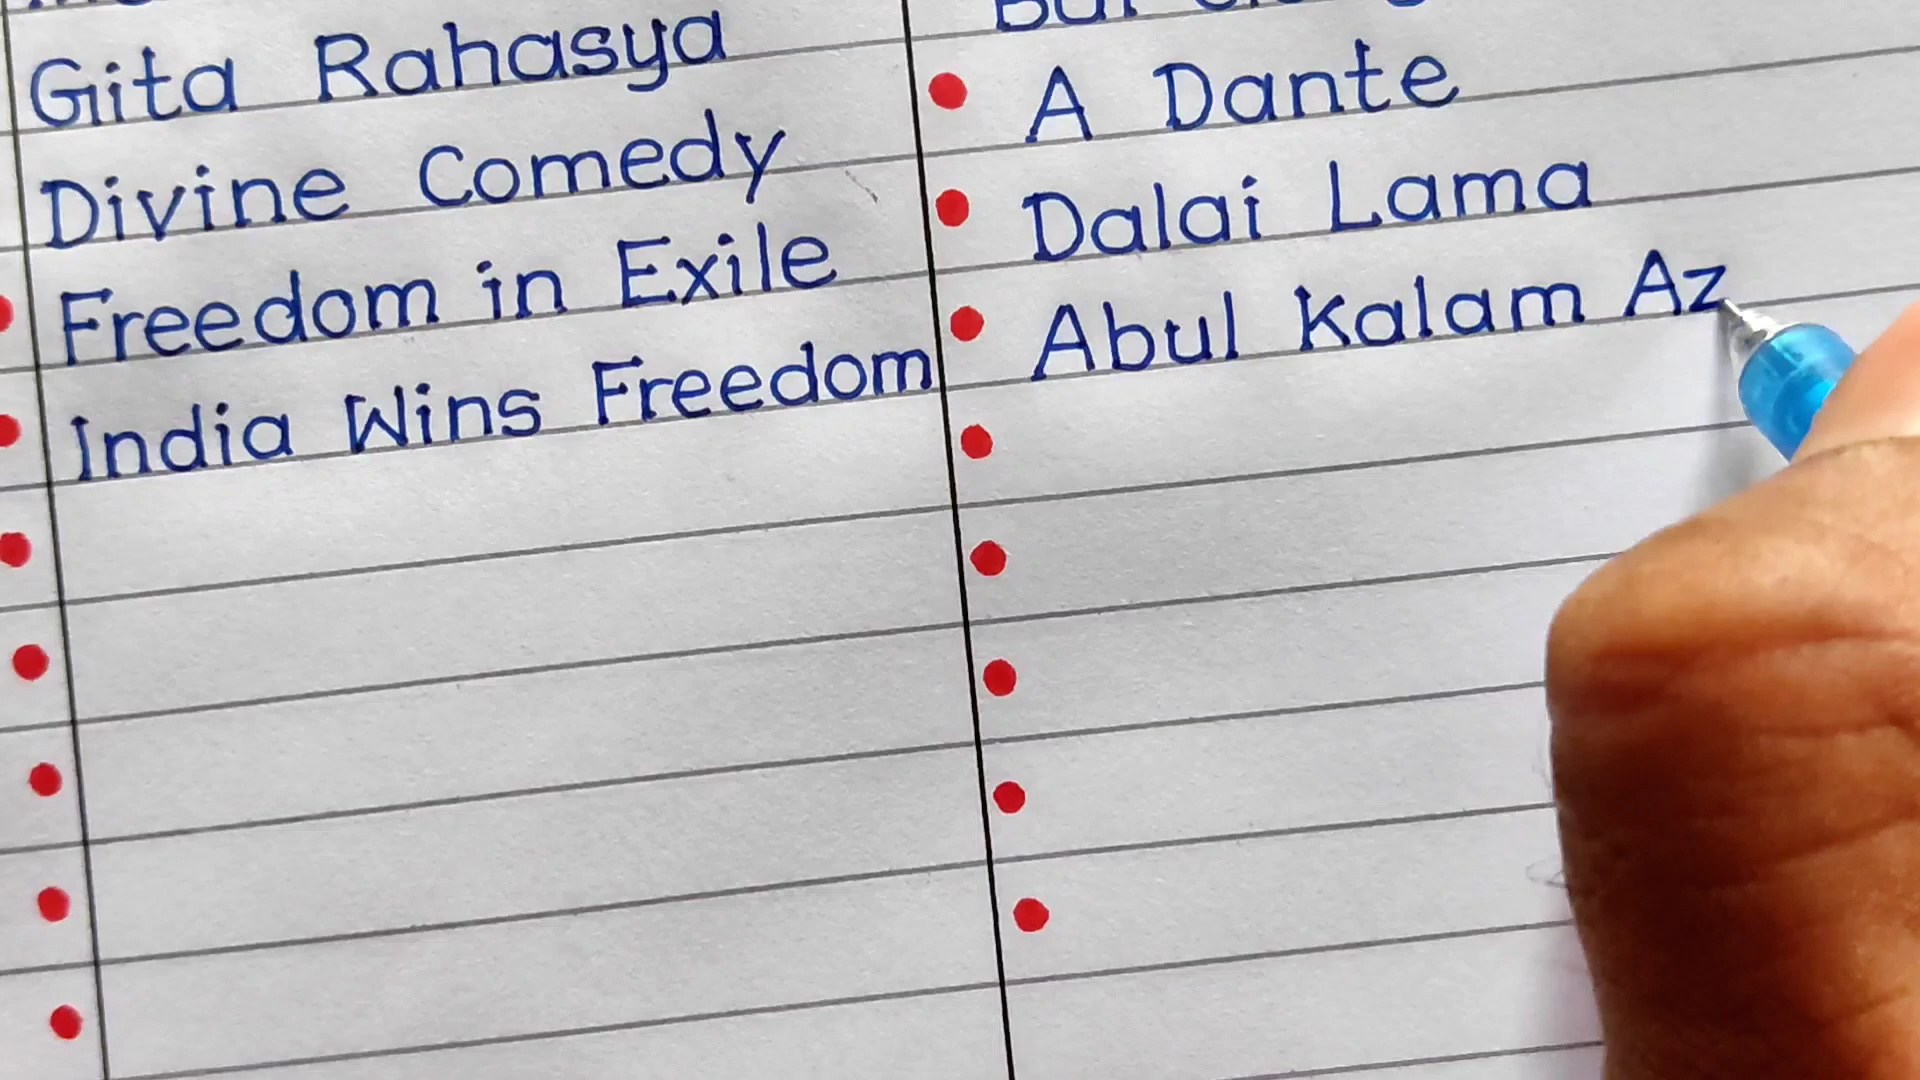 Gita Rahasya
A Dante
Divine Comedy
Dalai Lama
Freedom in Exile
Abul Kalam Az
India Wins Freedom